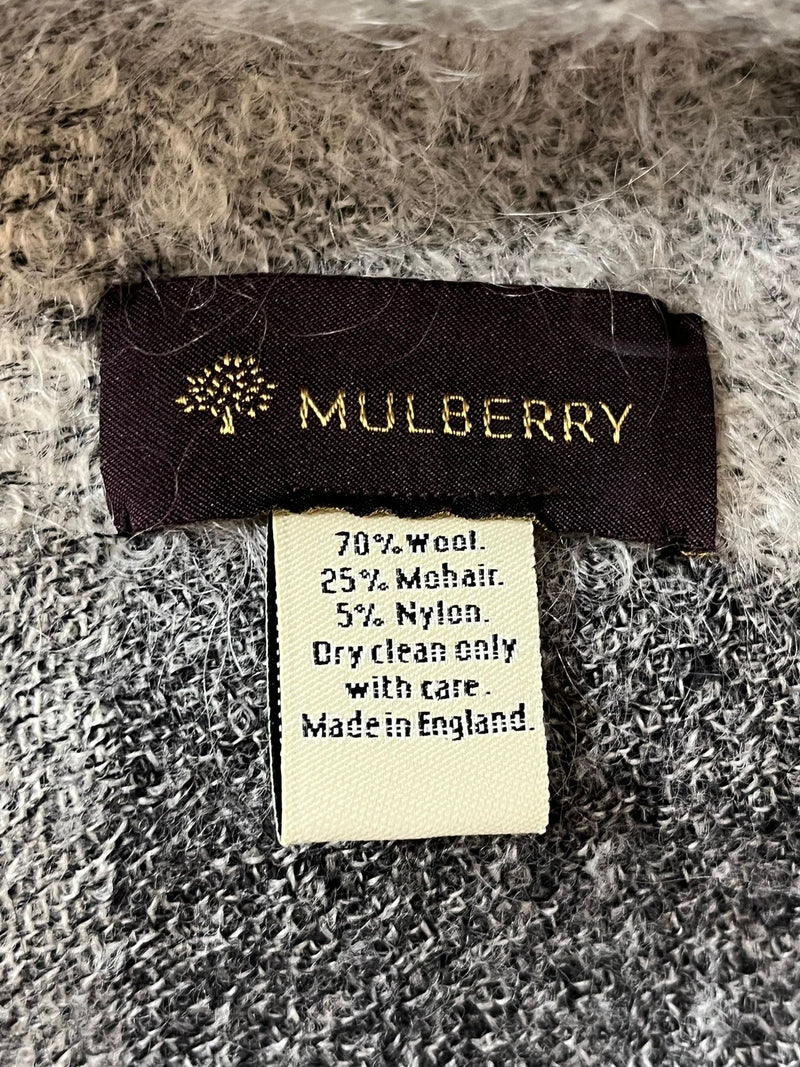 MULBERRY
70% Wool.
25% Mohair.
5% Nylon.
Dry clean only
with care.
Made in England.